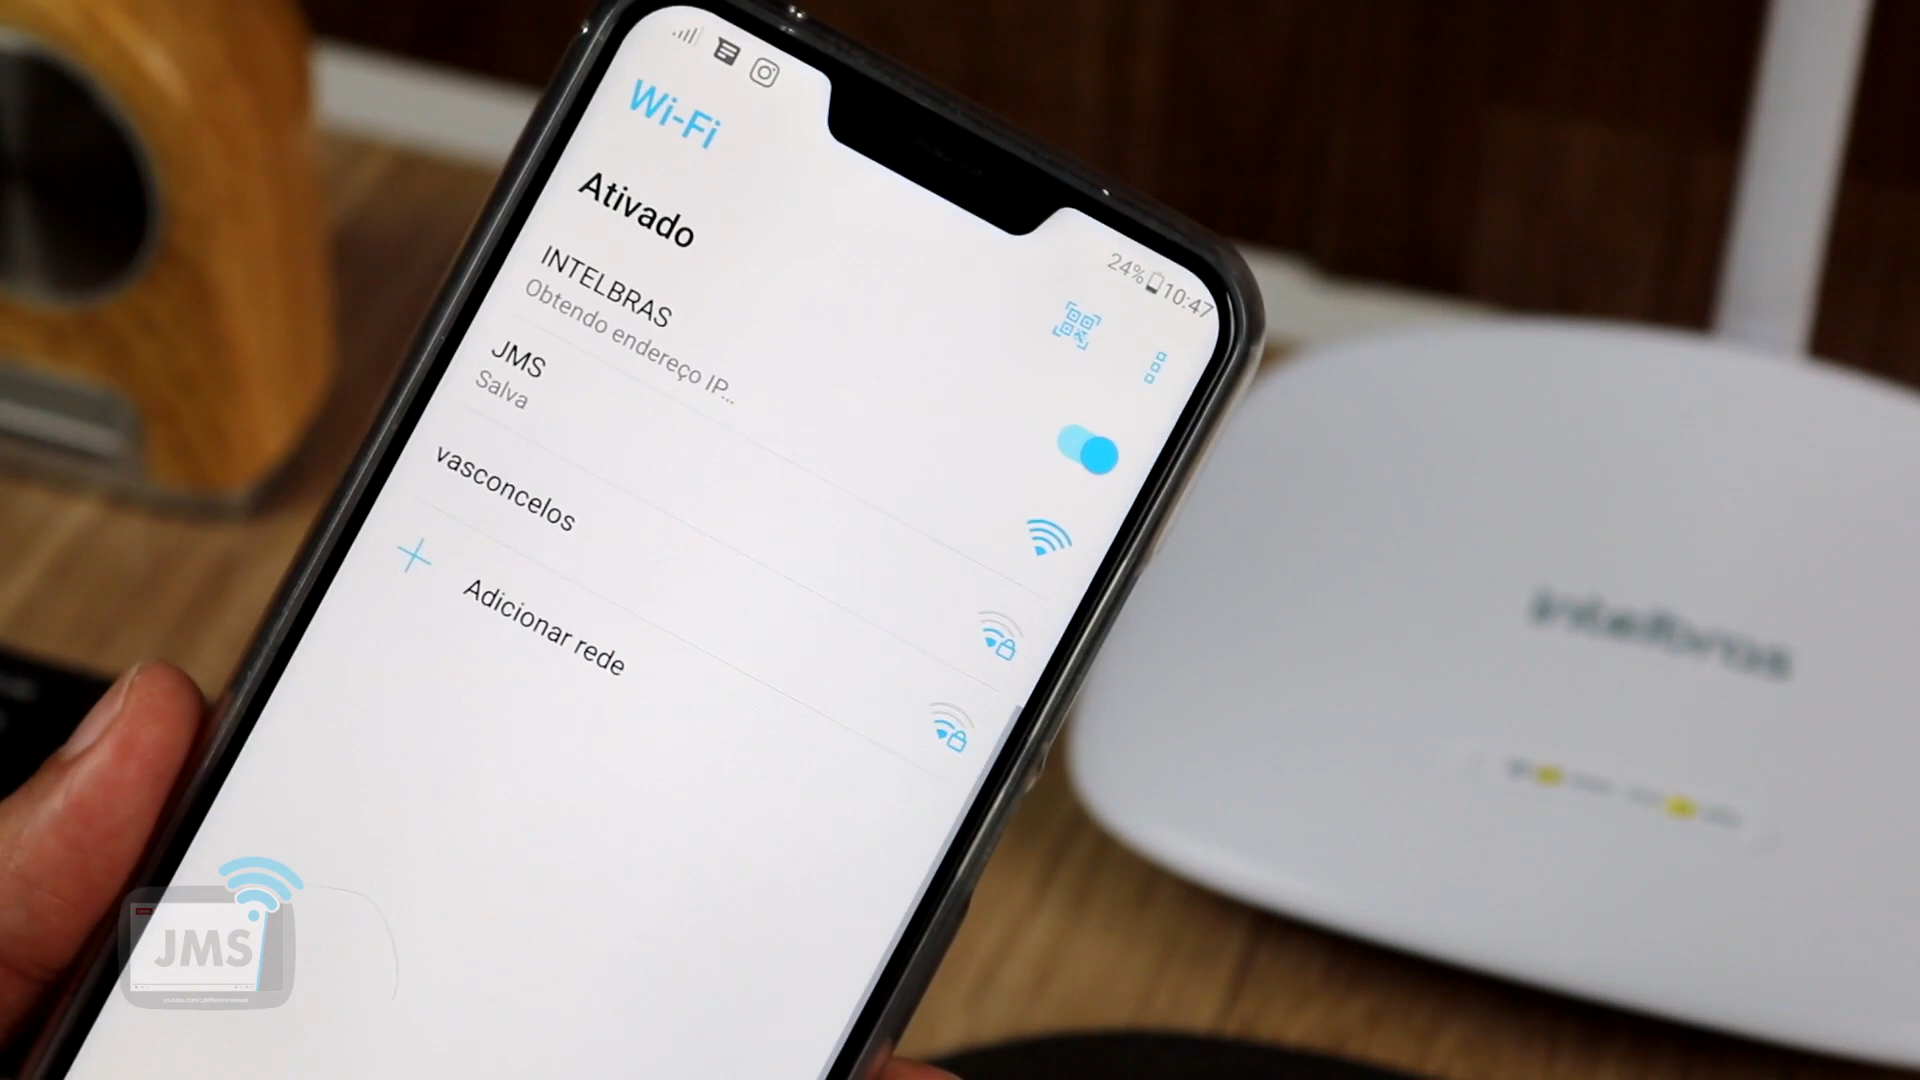 24% 10:47
Wi-Fi
Ativado
INTELBRAS
Obtendo endereço IP...
JMS
Salva
vasconcelos
Adicionar rede
intelbras
JMS